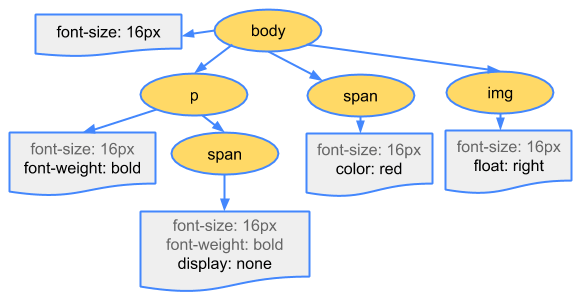 body
font-size: 16px
p
span
img
font-size: 16px
font-weight: bold
span
font-size: 16px
color: red
font-size: 16px
float: right
font-size: 16px
font-weight: bold
display: none